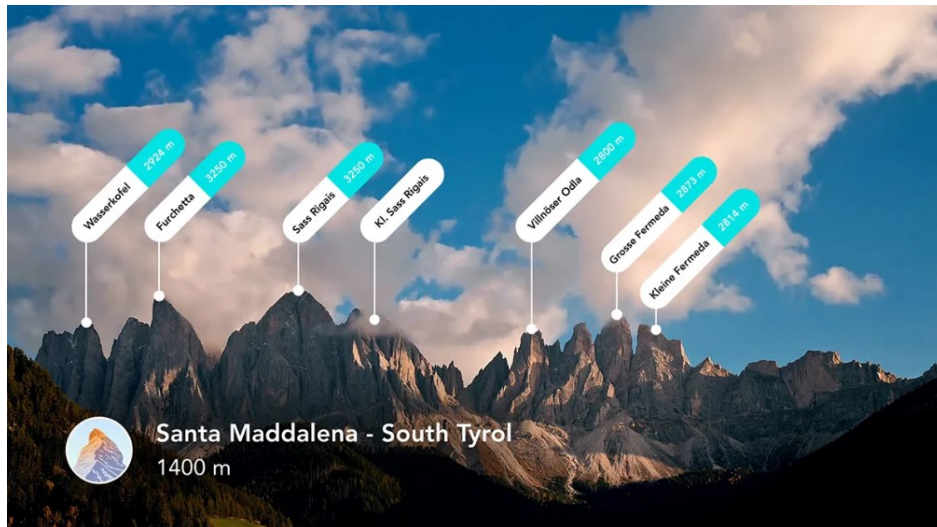 Wasserkofel 2924 m
Furchetta 3250 m
Sass Rigais 3250 m
Kl. Sass Rigais
Villnöser Odla 2800 m
Grosse Fermeda 2873 m
Kleine Fermeda 2814 m
Santa Maddalena - South Tyrol
1400 m